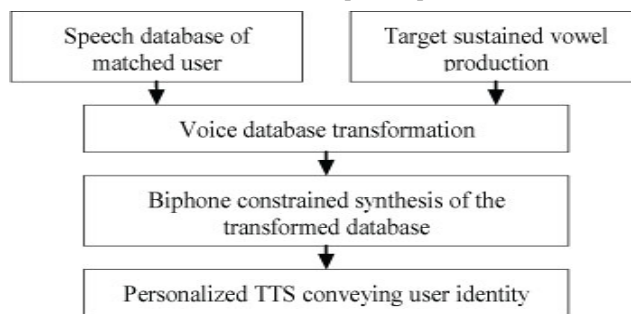 Speech database of
matched user
Target sustained vowel
production
Voice database transformation
Biphone constrained synthesis of the
transformed database
Personalized TTS conveying user identity